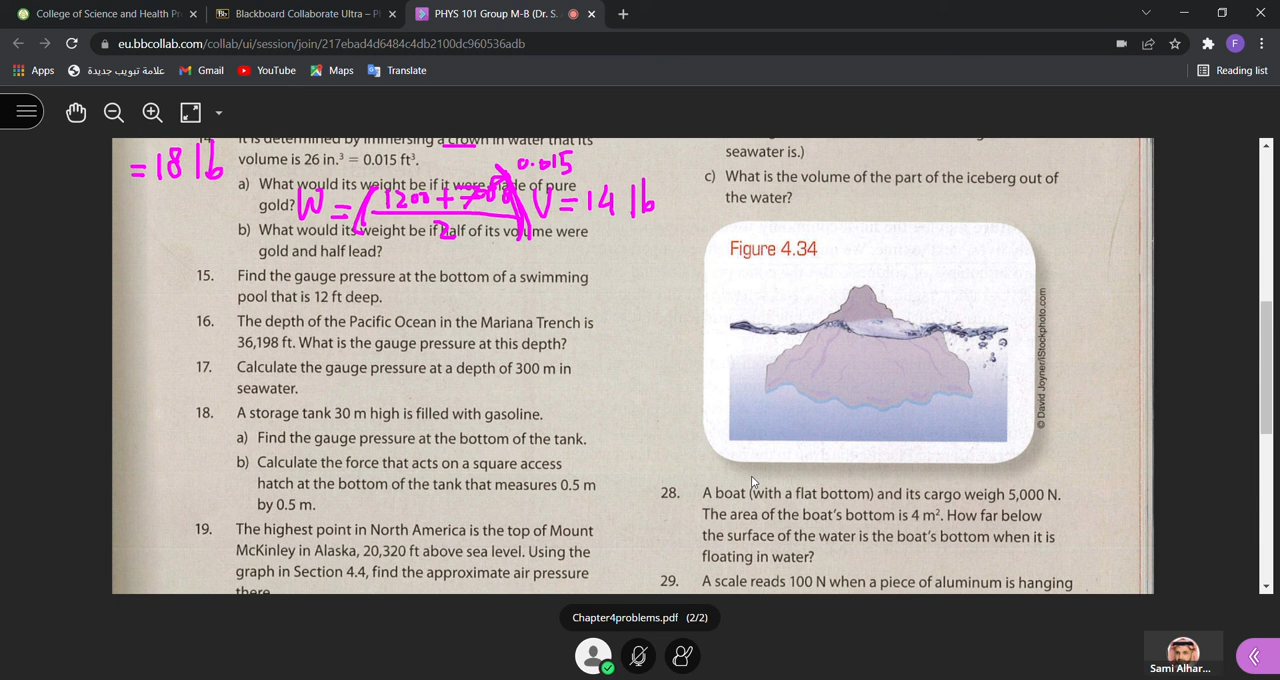 College of Science and Health Pr
Blackboard Collaborate Ultra – Pl
PHYS 101 Group M-B (Dr. S.
eu.bbcollab.com/collab/ui/session/join/217ebad4d6484c4db2100dc960536adb
F
Apps
علامة تبويب جديدة
Gmail
YouTube
Maps
Translate
Reading list
14. It is determined by immersing a crown in water that its
volume is 26 in.³ = 0.015 ft³.
= 18 lb
0.015
a) What would its weight be if it were made of pure
gold?
W = (1200 + 708 / 2) V = 14 lb
b) What would its weight be if half of its volume were
gold and half lead?
15. Find the gauge pressure at the bottom of a swimming
pool that is 12 ft deep.
16. The depth of the Pacific Ocean in the Mariana Trench is
36,198 ft. What is the gauge pressure at this depth?
17. Calculate the gauge pressure at a depth of 300 m in
seawater.
18. A storage tank 30 m high is filled with gasoline.
a) Find the gauge pressure at the bottom of the tank.
b) Calculate the force that acts on a square access
hatch at the bottom of the tank that measures 0.5 m
by 0.5 m.
19. The highest point in North America is the top of Mount
McKinley in Alaska, 20,320 ft above sea level. Using the
graph in Section 4.4, find the approximate air pressure
there.
seawater is.)
c) What is the volume of the part of the iceberg out of
the water?
Figure 4.34
© David Joyner/iStockphoto.com
28. A boat (with a flat bottom) and its cargo weigh 5,000 N.
The area of the boat's bottom is 4 m². How far below
the surface of the water is the boat's bottom when it is
floating in water?
29. A scale reads 100 N when a piece of aluminum is hanging
Chapter4problems.pdf (2/2)
Sami Alhar...